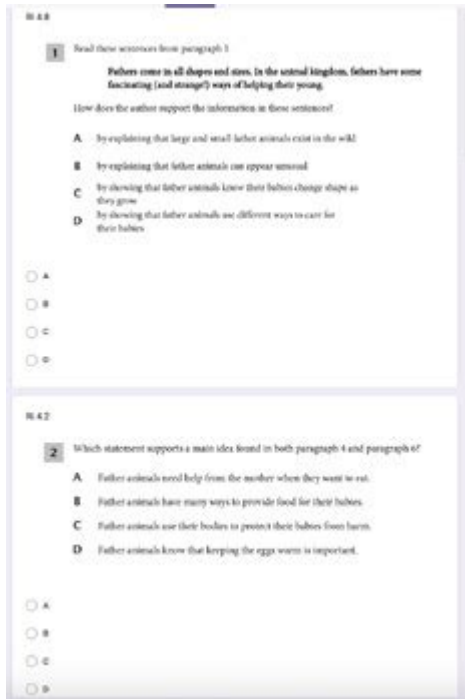 RI.4.8
1 Read these sentences from paragraph 1
Fathers come in all shapes and sizes. In the animal kingdom, fathers have some
fascinating (and strange!) ways of helping their young.
How does the author support the information in these sentences?
A by explaining that large and small father animals exist in the wild
B by explaining that father animals can appear unusual
C by showing that father animals know their babies change shape as
they grow
D by showing that father animals use different ways to care for
their babies
A
B
C
D
RI.4.2
2 Which statement supports a main idea found in both paragraph 4 and paragraph 6?
A Father animals need help from the mother when they want to eat.
B Father animals have many ways to provide food for their babies.
C Father animals use their bodies to protect their babies from harm.
D Father animals know that keeping the eggs warm is important.
A
B
C
D